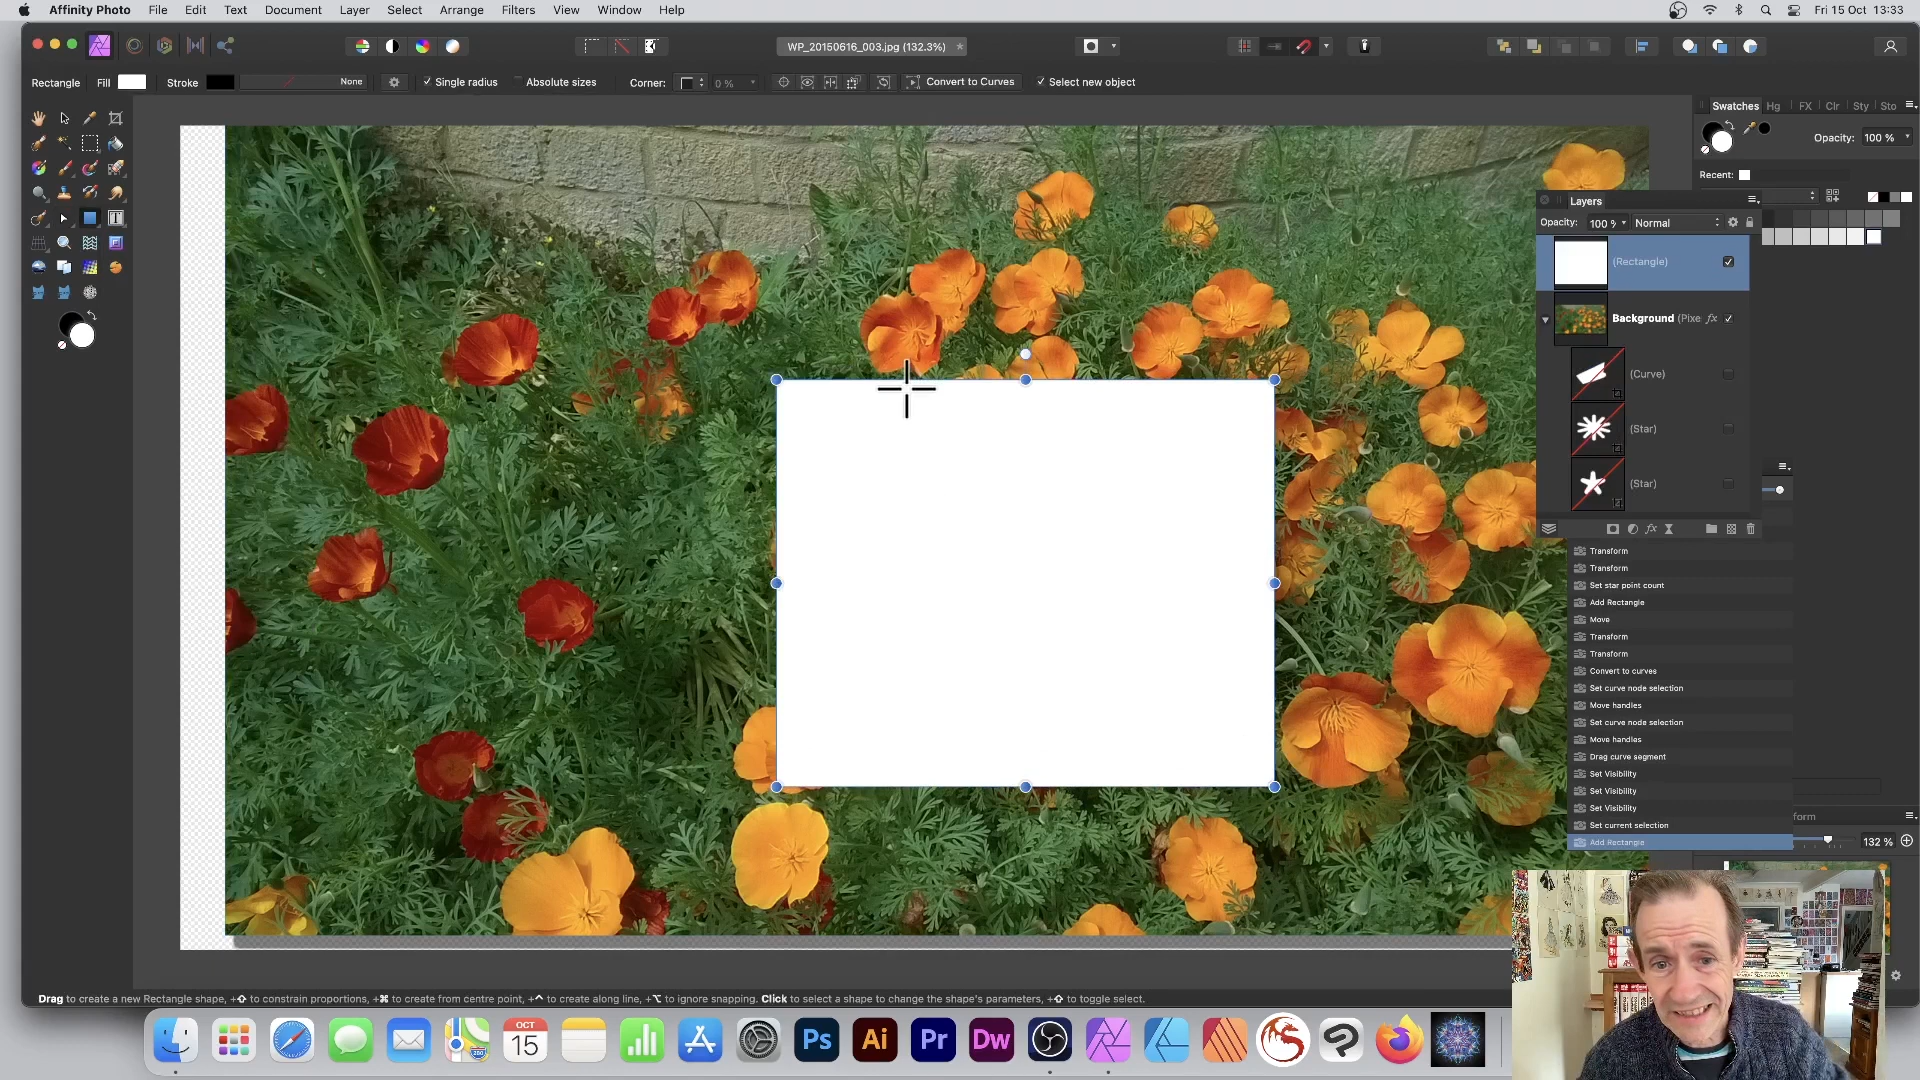 Affinity Photo File Edit Text Document Layer Select Arrange Filters View Window Help Fri 15 Oct 13:33
WP_20150616_003.jpg (132.3%)
Rectangle Fill Stroke None Single radius Absolute sizes Corner: 0 % Convert to Curves Select new object
Swatches Hg FX Clr Sty Sto
Opacity: 100 %
Recent:
Layers
Opacity: 100 % Normal
(Rectangle)
Background (Pixe fx
(Curve)
(Star)
(Star)
fx
Transform
Transform
Set star point count
Add Rectangle
Move
Transform
Transform
Convert to curves
Set curve node selection
Move handles
Set curve node selection
Move handles
Drag curve segment
Set Visibility
Set Visibility
Set Visibility
Set current selection
Add Rectangle
form
132 %
Drag to create a new Rectangle shape, +⇧ to constrain proportions, +⌘ to create from centre point, +^ to create along line, +⌥ to ignore snapping. Click to select a shape to change the shape's parameters, +⇧ to toggle select.
OCT
15
280
Ps Ai Pr Dw